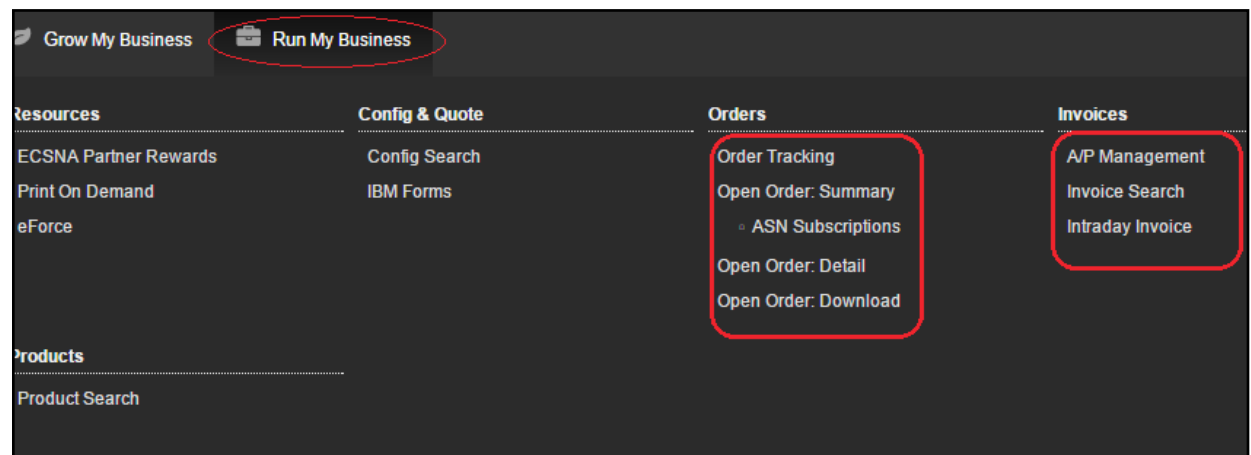 Grow My Business
Run My Business
Resources
ECSNA Partner Rewards
Print On Demand
eForce
Config & Quote
Config Search
IBM Forms
Orders
Order Tracking
Open Order: Summary
ASN Subscriptions
Open Order: Detail
Open Order: Download
Invoices
A/P Management
Invoice Search
Intraday Invoice
Products
Product Search